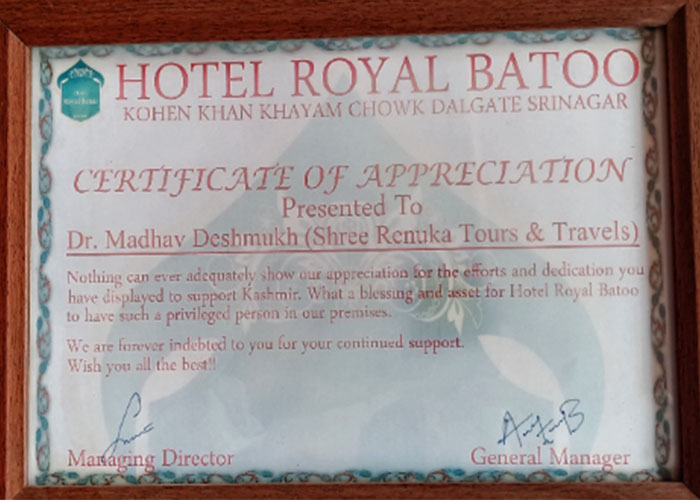 HOTEL ROYAL BATOO
KOHEN KHAN KHAYAM CHOWK DALGATE SRINAGAR
CERTIFICATE OF APPRECIATION
Presented To
Dr. Madhav Deshmukh (Shree Renuka Tours & Travels)
Nothing can ever adequately show our appreciation for the efforts and dedication you
have displayed to support Kashmir. What a blessing and asset for Hotel Royal Batoo
to have such a privileged person in our premises.
We are forever indebted to you for your continued support.
Wish you all the best!!
Managing Director
General Manager